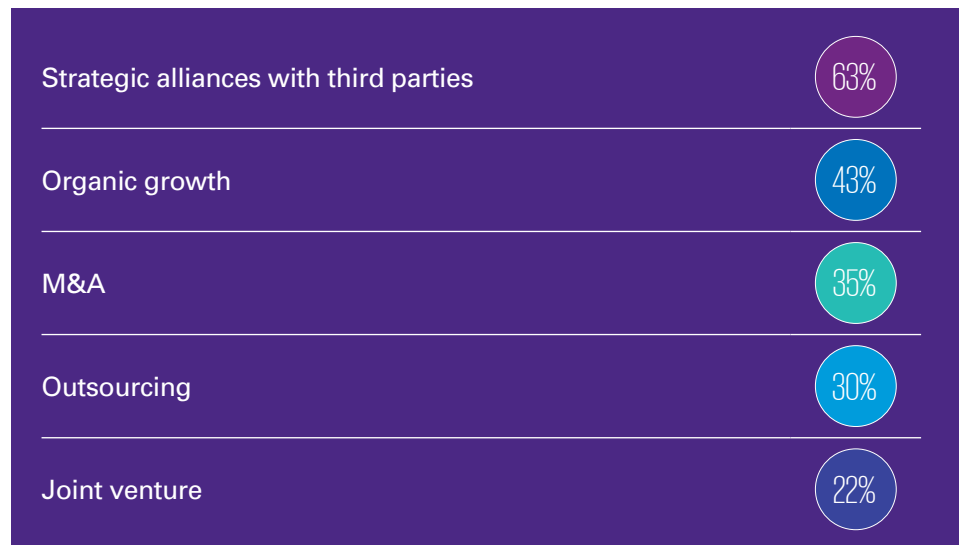 Strategic alliances with third parties 63%
Organic growth 43%
M&A 35%
Outsourcing 30%
Joint venture 22%